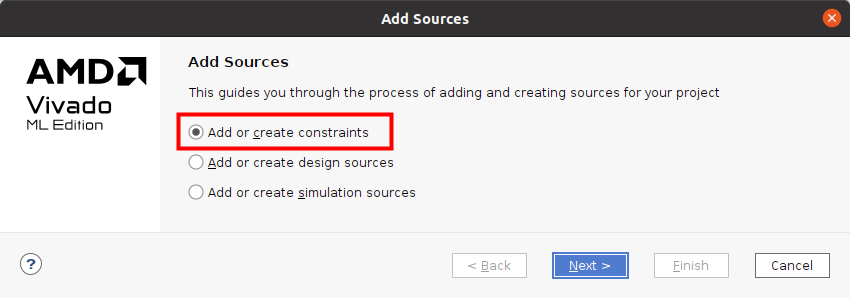 Add Sources
AMD
Vivado
ML Edition
Add Sources
This guides you through the process of adding and creating sources for your project
Add or create constraints
Add or create design sources
Add or create simulation sources
?
< Back
Next >
Finish
Cancel